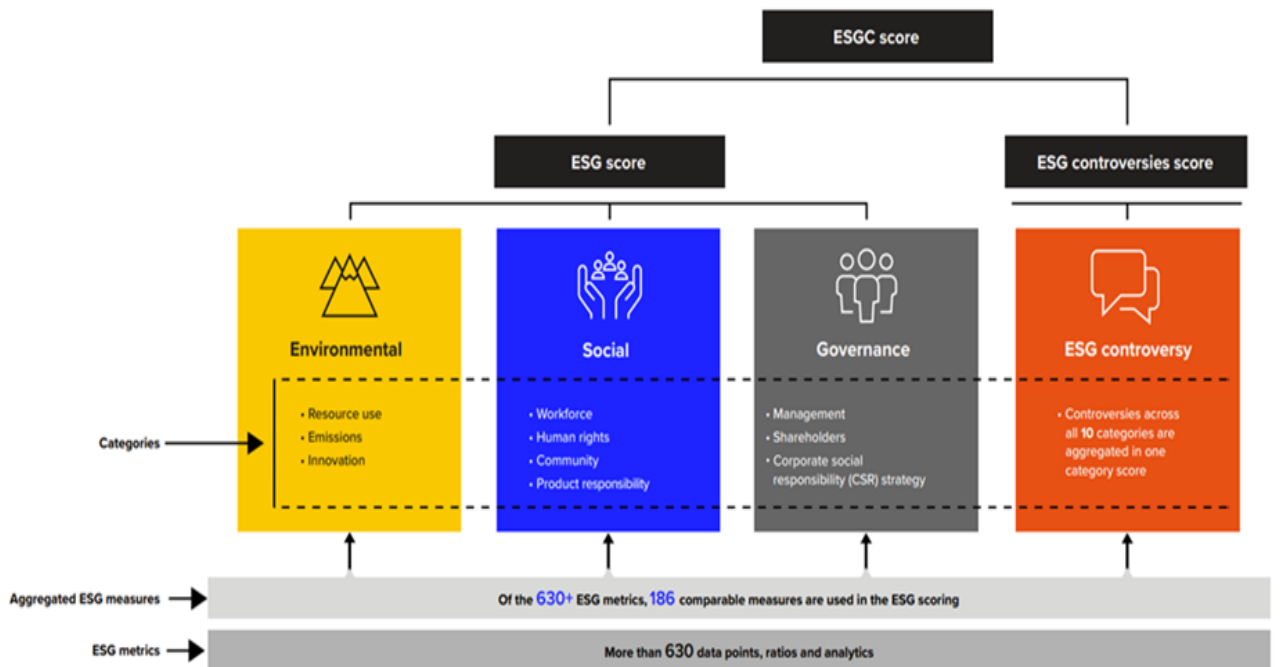 ESGC score
ESG score
ESG controversies score
Environmental
Social
Governance
ESG controversy
Categories
• Resource use
• Emissions
• Innovation
• Workforce
• Human rights
• Community
• Product responsibility
• Management
• Shareholders
• Corporate social
responsibility (CSR) strategy
• Controversies across
all 10 categories are
aggregated in one
category score
Aggregated ESG measures
Of the 630+ ESG metrics, 186 comparable measures are used in the ESG scoring
ESG metrics
More than 630 data points, ratios and analytics